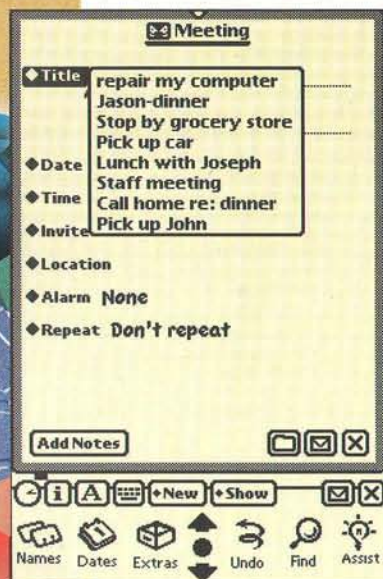 Meeting
Title
repair my computer
Jason-dinner
Stop by grocery store
Pick up car
Lunch with Joseph
Staff meeting
Call home re: dinner
Pick up John
Date
Time
Invite
Location
Alarm None
Repeat Don't repeat
Add Notes
i A New Show
Names Dates Extras Undo Find Assist